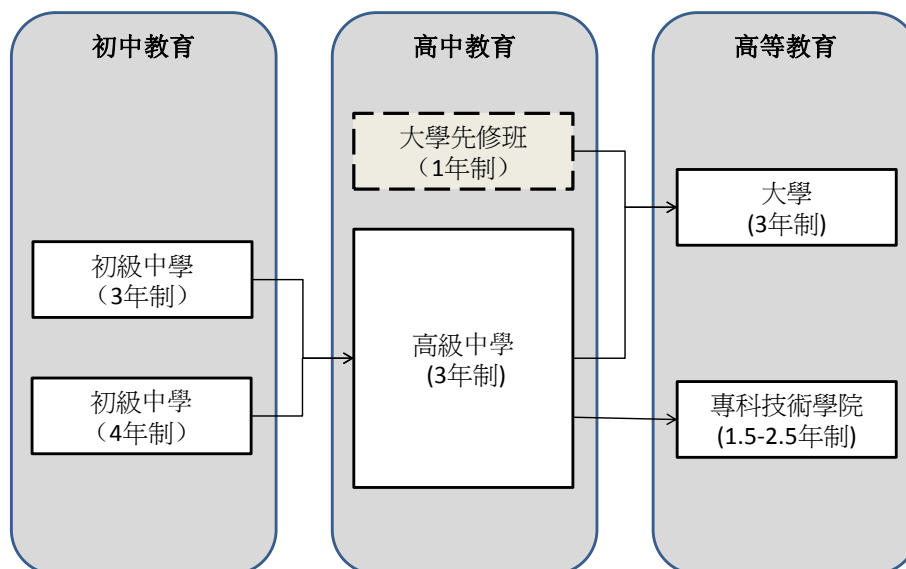 初中教育
初級中學
（3年制）
初級中學
（4年制）
高中教育
大學先修班
（1年制）
高級中學
(3年制)
高等教育
大學
(3年制)
專科技術學院
(1.5-2.5年制)